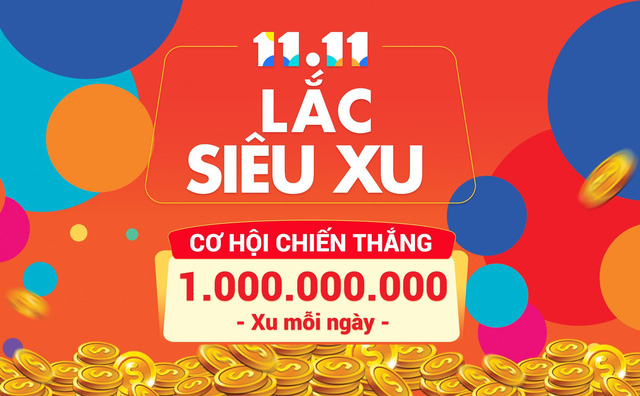 11.11
LẮC
SIÊU XU
CƠ HỘI CHIẾN THẮNG
1.000.000.000
- Xu mỗi ngày -